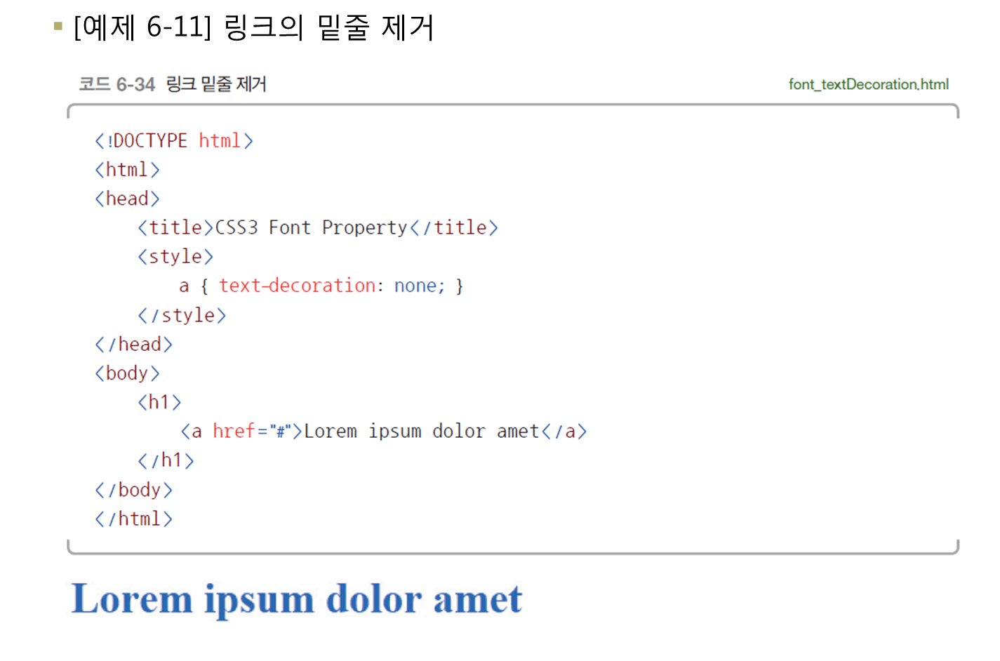 [예제 6-11] 링크의 밑줄 제거
코드 6-34 링크 밑줄 제거 font_textDecoration.html
<!DOCTYPE html>
<html>
<head>
    <title>CSS3 Font Property</title>
    <style>
        a { text-decoration: none; }
    </style>
</head>
<body>
    <h1>
        <a href="#">Lorem ipsum dolor amet</a>
    </h1>
</body>
</html>
Lorem ipsum dolor amet